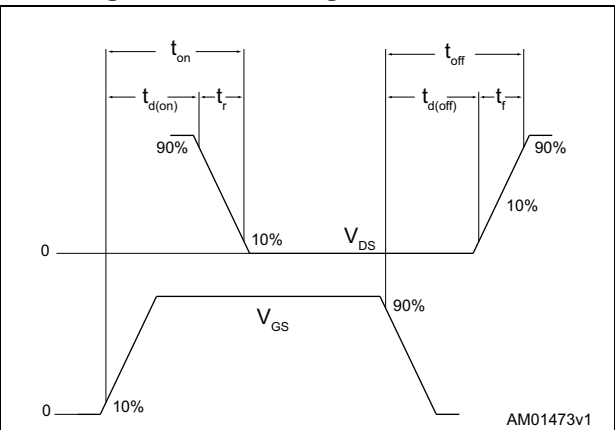 t_on t_off
t_d(on) t_r t_d(off) t_f
90% 90%
10%
0 10% V_DS
90%
V_GS
0 10%
AM01473v1